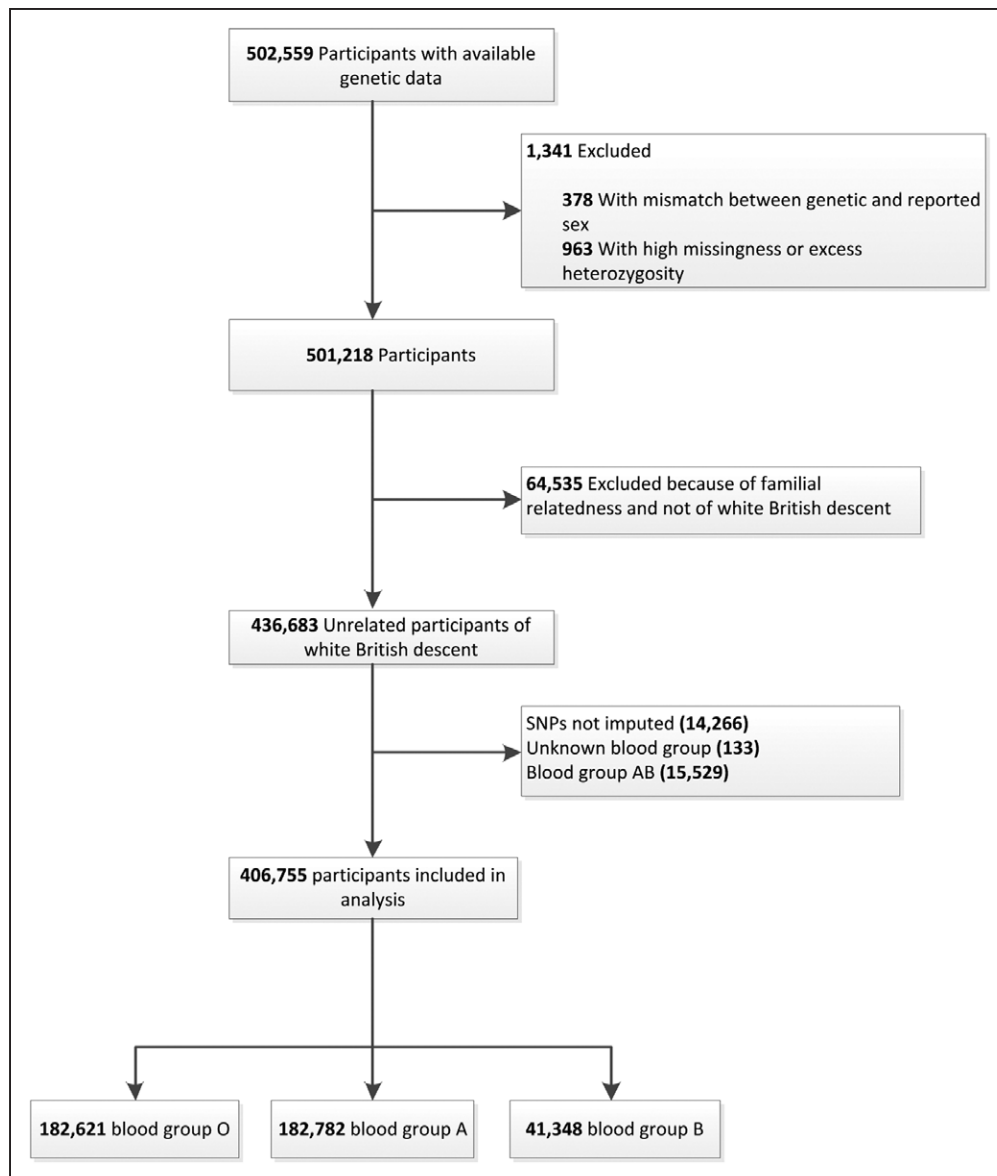 502,559 Participants with available
genetic data
1,341 Excluded
378 With mismatch between genetic and reported
sex
963 With high missingness or excess
heterozygosity
501,218 Participants
64,535 Excluded because of familial
relatedness and not of white British descent
436,683 Unrelated participants of
white British descent
SNPs not imputed (14,266)
Unknown blood group (133)
Blood group AB (15,529)
406,755 participants included in
analysis
182,621 blood group O
182,782 blood group A
41,348 blood group B